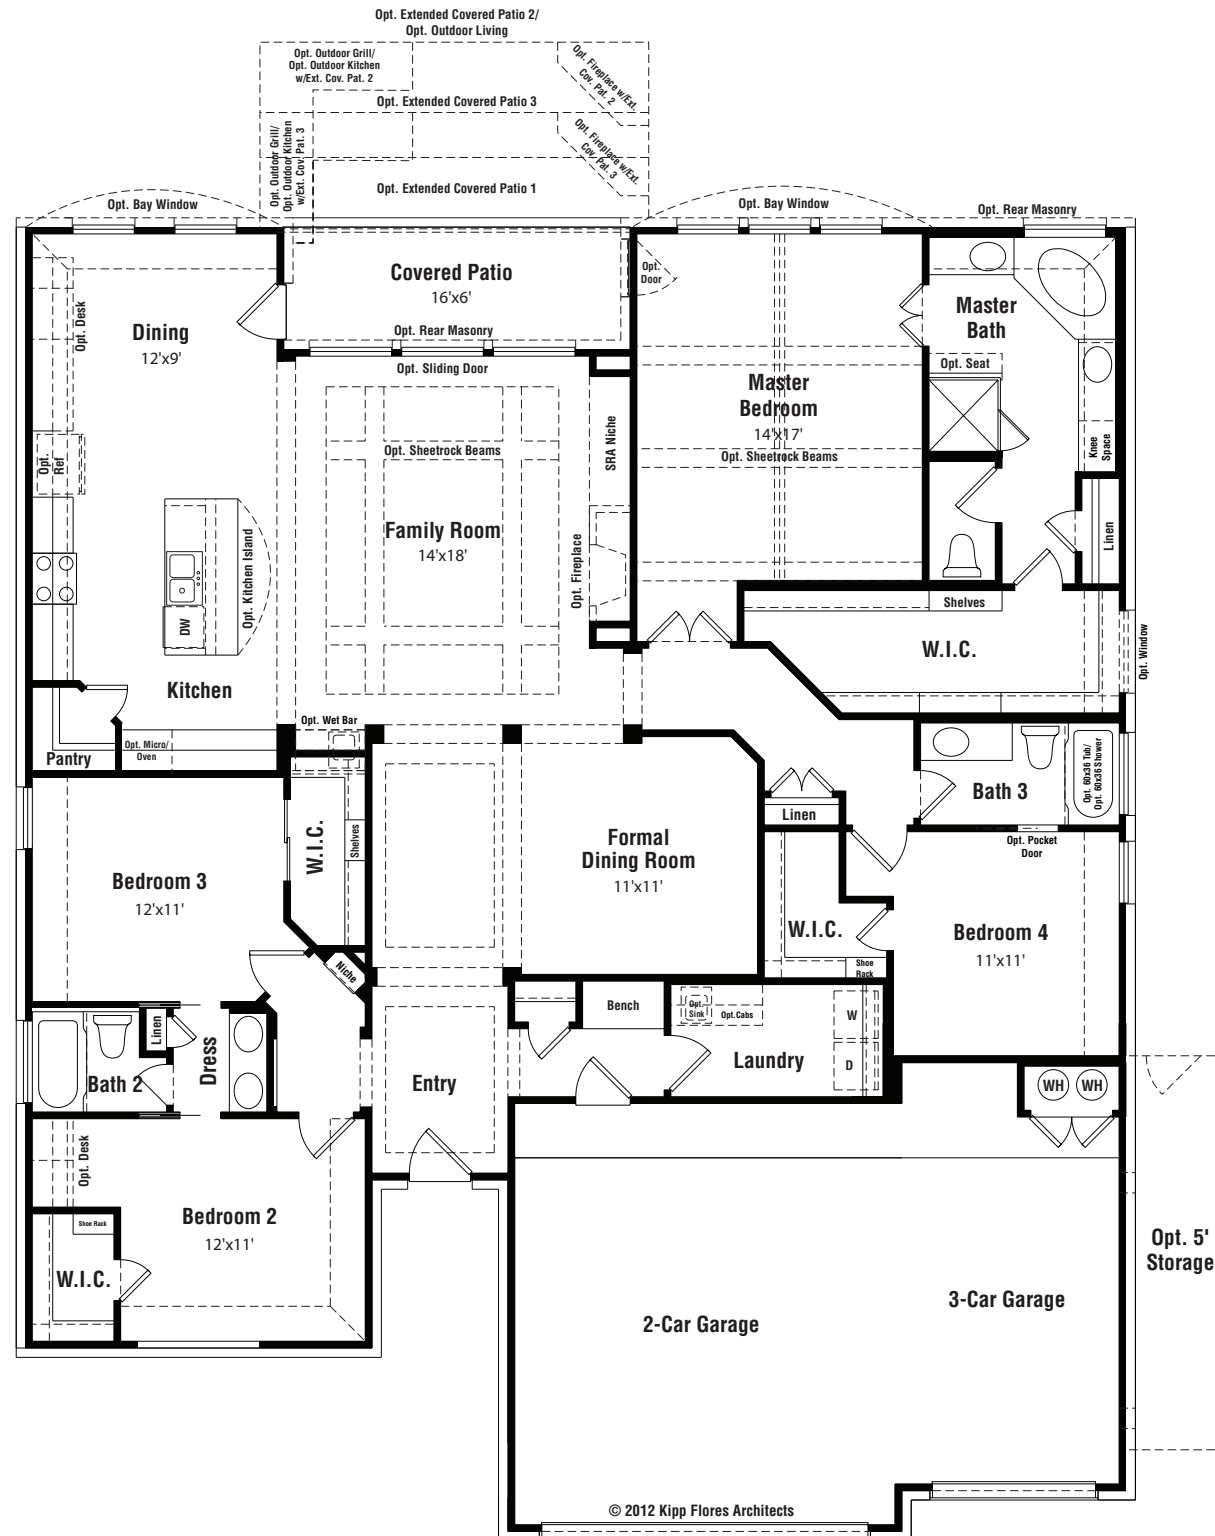 Opt. Extended Covered Patio 2/
Opt. Outdoor Living
Opt. Outdoor Grill/
Opt. Outdoor Kitchen
w/Ext. Cov. Pat. 2
Opt. Fireplace w/Ext.
Cov. Pat. 2
Opt. Extended Covered Patio 3
Opt. Outdoor Grill/
Opt. Outdoor Kitchen
w/Ext. Cov. Pat. 3
Opt. Fireplace w/Ext.
Cov. Pat. 3
Opt. Extended Covered Patio 1
Opt. Bay Window
Opt. Bay Window
Opt. Rear Masonry
Covered Patio
16'x6'
Opt.
Door
Opt. Rear Masonry
Opt. Sliding Door
Dining
12'x9'
Opt. Desk
Master
Bath
Opt. Seat
Master
Bedroom
14'x17'
Opt. Sheetrock Beams
Knee
Space
Linen
Opt. Sheetrock Beams
SRA Niche
Opt.
Ref
Family Room
14'x18'
Opt. Fireplace
Opt. Kitchen Island
DW
Kitchen
Shelves
W.I.C.
Opt. Window
Opt. Wet Bar
Pantry
Opt. Micro/
Oven
Bath 3
Opt. 60x36 Tub/
Opt. 60x36 Shower
Linen
Opt. Pocket
Door
W.I.C.
Shelves
Formal
Dining Room
11'x11'
Bedroom 3
12'x11'
W.I.C.
Shoe
Rack
Bedroom 4
11'x11'
Niche
Bench
Opt.
Sink
Opt.Cabs
W
D
Laundry
Linen
Dress
Bath 2
Entry
WH
WH
Opt. Desk
Bedroom 2
12'x11'
Shoe Rack
W.I.C.
Opt. 5'
Storage
3-Car Garage
2-Car Garage
© 2012 Kipp Flores Architects